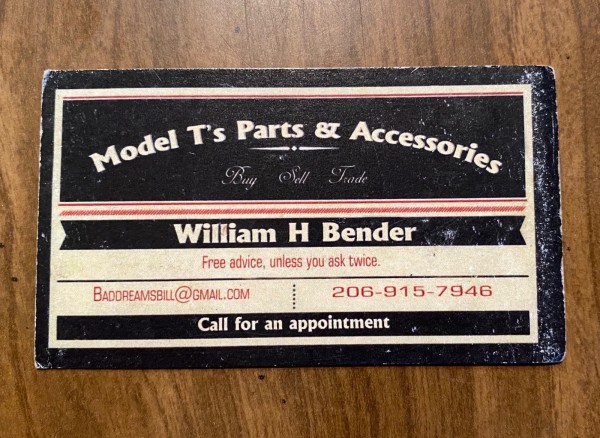 Model T's Parts & Accessories
Buy Sell Trade
William H Bender
Free advice, unless you ask twice.
BADDREAMSBILL@GMAIL.COM 206-915-7946
Call for an appointment